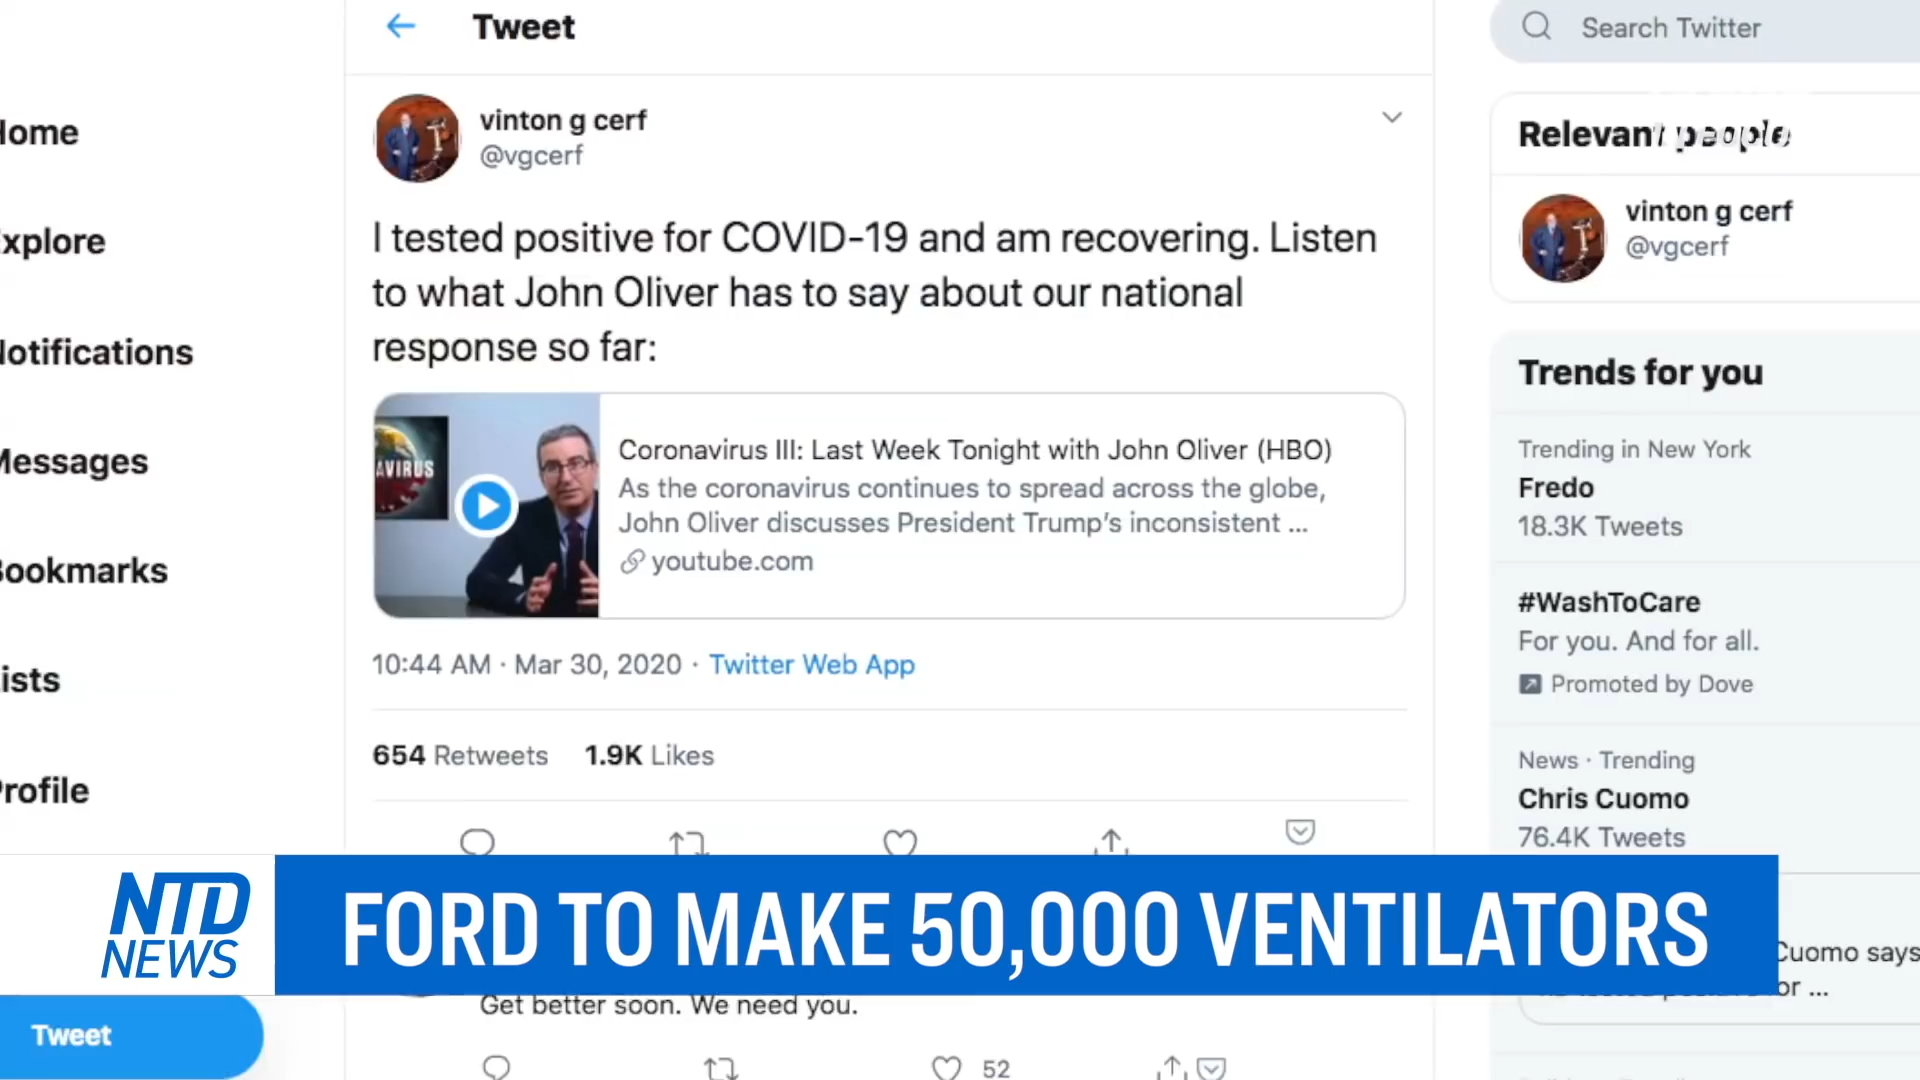 Tweet
Search Twitter
ome
xplore
otifications
essages
ookmarks
ists
rofile
Tweet
vinton g cerf
@vgcerf
I tested positive for COVID-19 and am recovering. Listen
to what John Oliver has to say about our national
response so far:
AVIRUS
Coronavirus III: Last Week Tonight with John Oliver (HBO)
As the coronavirus continues to spread across the globe,
John Oliver discusses President Trump's inconsistent ...
youtube.com
10:44 AM · Mar 30, 2020 · Twitter Web App
654 Retweets 1.9K Likes
Get better soon. We need you.
52
Relevant people
vinton g cerf
@vgcerf
Trends for you
Trending in New York
Fredo
18.3K Tweets
#WashToCare
For you. And for all.
Promoted by Dove
News · Trending
Chris Cuomo
76.4K Tweets
Cuomo says
or ...
NTD
NEWS
FORD TO MAKE 50,000 VENTILATORS